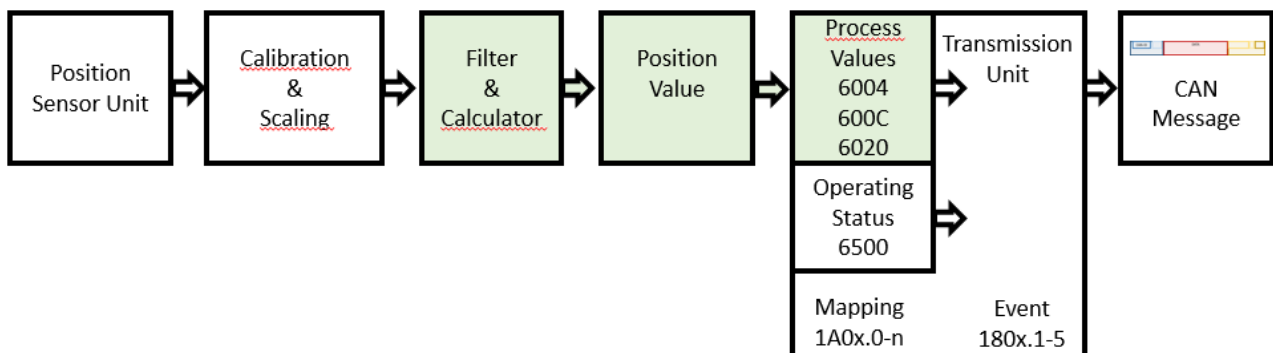 Position
Sensor Unit
Calibration
&
Scaling
Filter
&
Calculator
Position
Value
Process
Values
6004
600C
6020
Operating
Status
6500
Mapping
1A0x.0-n
Transmission
Unit
Event
180x.1-5
CAN
Message